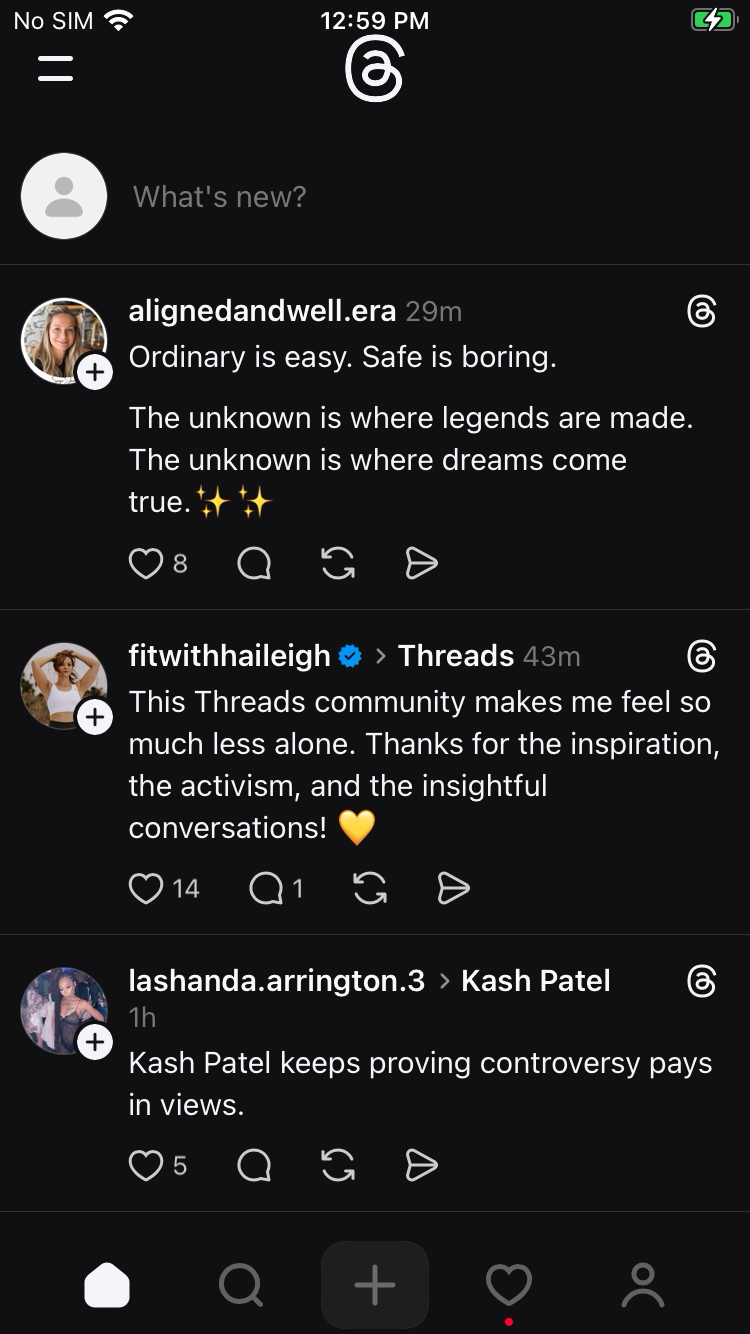 No SIM 12:59 PM
What's new?
alignedandwell.era 29m
Ordinary is easy. Safe is boring.
The unknown is where legends are made.
The unknown is where dreams come
true.✨✨
8
fitwithhaileigh > Threads 43m
This Threads community makes me feel so
much less alone. Thanks for the inspiration,
the activism, and the insightful
conversations! 💛
14 1
lashanda.arrington.3 > Kash Patel
1h
Kash Patel keeps proving controversy pays
in views.
5